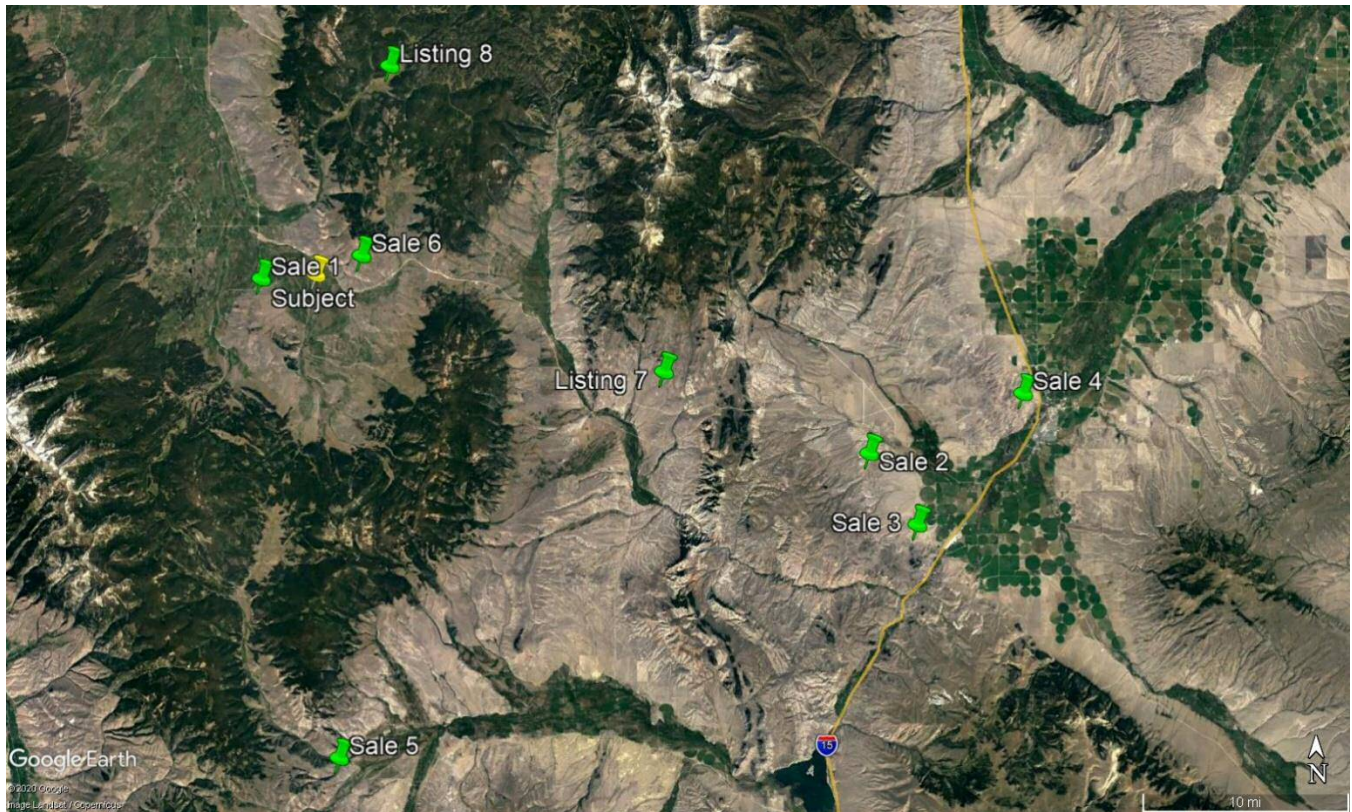 Listing 8
Sale 6
Sale 1
Subject
Listing 7
Sale 4
Sale 2
Sale 3
Sale 5
15
N
10 mi
Google Earth
©2020 Google
Image Landsat / Copernicus